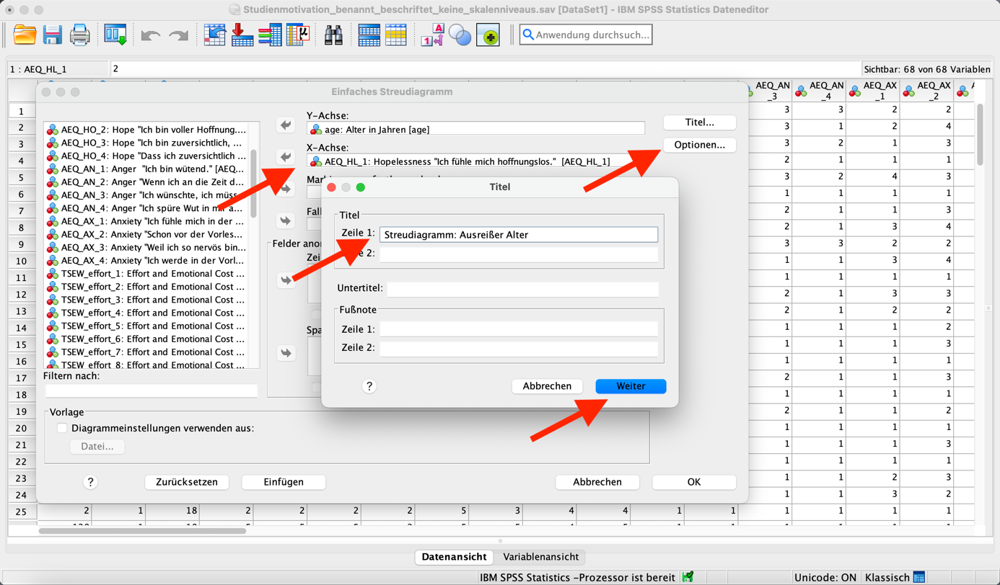 Studienmotivation_benannt_beschriftet_keine_skalenniveaus.sav [DataSet1] - IBM SPSS Statistics Dateneditor
Anwendung durchsuch...
1 : AEQ_HL_1
2
Sichtbar: 68 von 68 Variablen
Einfaches Streudiagramm
AEQ_HO_2: Hope "Ich bin voller Hoffnung....
AEQ_HO_3: Hope "Ich bin zuversichtlich, ...
AEQ_HO_4: Hope "Dass ich zuversichtlich ...
AEQ_AN_1: Anger "Ich bin wütend." [AEQ...
AEQ_AN_2: Anger "Wenn ich an die Zeit d...
AEQ_AN_3: Anger "Ich wünschte, ich müss...
AEQ_AN_4: Anger "Ich spüre Wut in mir a...
AEQ_AX_1: Anxiety "Ich fühle mich in der ...
AEQ_AX_2: Anxiety "Schon vor der Vorles...
AEQ_AX_3: Anxiety "Weil ich so nervös bin...
AEQ_AX_4: Anxiety "Ich werde in der Vorl...
TSEW_effort_1: Effort and Emotional Cost ...
TSEW_effort_2: Effort and Emotional Cost ...
TSEW_effort_3: Effort and Emotional Cost ...
TSEW_effort_4: Effort and Emotional Cost ...
TSEW_effort_5: Effort and Emotional Cost ...
TSEW_effort_6: Effort and Emotional Cost ...
TSEW_effort_7: Effort and Emotional Cost ...
TSEW_effort_8: Effort and Emotional Cost ...
Filtern nach:
Y-Achse:
age: Alter in Jahren [age]
X-Achse:
AEQ_HL_1: Hopelessness "Ich fühle mich hoffnungslos." [AEQ_HL_1]
Fall
Felder anor
Zei
Spa
Titel...
Optionen...
Titel
Titel
Zeile 1:
Streudiagramm: Ausreißer Alter
2:
Untertitel:
Fußnote
Zeile 1:
Zeile 2:
?
Abbrechen
Weiter
Vorlage
Diagrammeinstellungen verwenden aus:
Datei...
?
Zurücksetzen
Einfügen
Abbrechen
OK
AEQ_AN_3 AEQ_AN_4 AEQ_AX_1 AEQ_AX_2
1 3 3 2 2
2 2 1 2 4
3 3 2 1 3
4 2 1 1 1
5 3 2 4 3
6 1 1 1 1
7 2 1 1 3
8 2 1 3 4
9 3 3 2 2
10 1 1 3 4
11 1 1 1 1
12 2 1 3 3
13 2 1 2 2
14 1 1 1 2
15 1 1 1 3
16 1 1 1 1
17 2 1 1 3
18 1 1 1 1
19 2 1 1 2
20 1 1 1 1
21 1 1 1 3
22 1 1 1 1
23 1 1 2 3
24 1 1 3 2
25 2 1 18 2 2 2 2 5 3 4 4 1 1 1 1 1 1
Datenansicht
Variablenansicht
IBM SPSS Statistics -Prozessor ist bereit
Unicode: ON
Klassisch